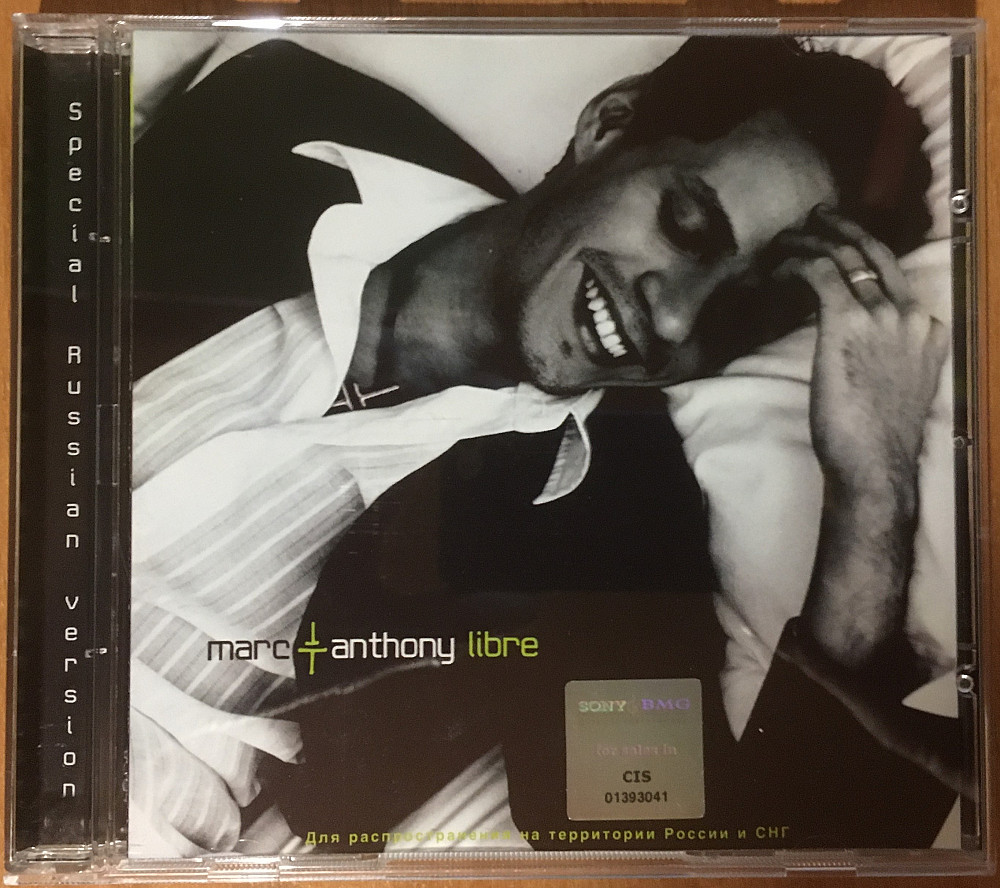 Special Russian version
marc anthony libre
SONY BMG
for sales in
CIS
01393041
Для распространения на территории России и СНГ